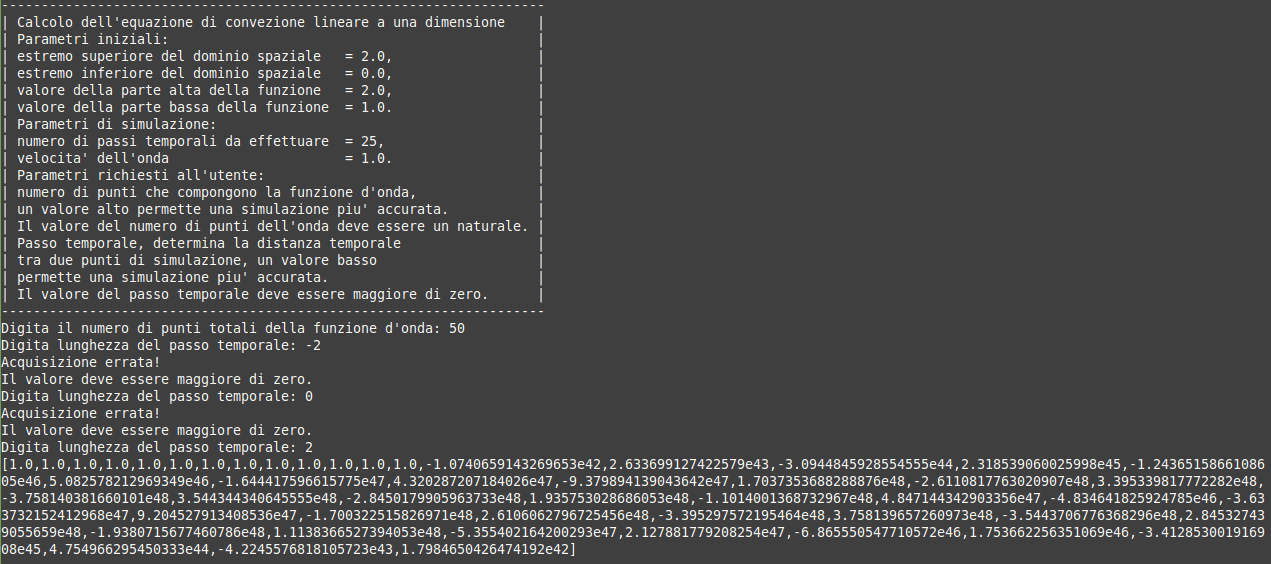 --------------------------------------------------------------------
| Calcolo dell'equazione di convezione lineare a una dimensione    |
| Parametri iniziali:                                              |
| estremo superiore del dominio spaziale   = 2.0,                  |
| estremo inferiore del dominio spaziale   = 0.0,                  |
| valore della parte alta della funzione   = 2.0,                  |
| valore della parte bassa della funzione  = 1.0.                  |
| Parametri di simulazione:                                        |
| numero di passi temporali da effettuare  = 25,                   |
| velocita' dell'onda                      = 1.0.                  |
| Parametri richiesti all'utente:                                  |
| numero di punti che compongono la funzione d'onda,               |
| un valore alto permette una simulazione piu' accurata.           |
| Il valore del numero di punti dell'onda deve essere un naturale. |
| Passo temporale, determina la distanza temporale                 |
| tra due punti di simulazione, un valore basso                    |
| permette una simulazione piu' accurata.                          |
| Il valore del passo temporale deve essere maggiore di zero.      |
--------------------------------------------------------------------
Digita il numero di punti totali della funzione d'onda: 50
Digita lunghezza del passo temporale: -2
Acquisizione errata!
Il valore deve essere maggiore di zero.
Digita lunghezza del passo temporale: 0
Acquisizione errata!
Il valore deve essere maggiore di zero.
Digita lunghezza del passo temporale: 2
[1.0,1.0,1.0,1.0,1.0,1.0,1.0,1.0,1.0,1.0,1.0,1.0,1.0,-1.0740659143269653e42,2.633699127422579e43,-3.0944845928554555e44,2.318539060025998e45,-1.24365158661086
05e46,5.082578212969349e46,-1.644417596615775e47,4.320287207184026e47,-9.379894139043642e47,1.7037353688288876e48,-2.6110817763020907e48,3.395339817772282e48,
-3.758140381660101e48,3.544344340645555e48,-2.8450179905963733e48,1.935753028686053e48,-1.1014001368732967e48,4.847144342903356e47,-4.834641825924785e46,-3.63
3732152412968e47,9.204527913408536e47,-1.700322515826971e48,2.6106062796725456e48,-3.395297572195464e48,3.758139657260973e48,-3.5443706776368296e48,2.84532743
9055659e48,-1.9380715677460786e48,1.1138366527394053e48,-5.355402164200293e47,2.127881779208254e47,-6.865550547710572e46,1.753662256351069e46,-3.4128530019169
08e45,4.754966295450333e44,-4.2245576818105723e43,1.7984650426474192e42]